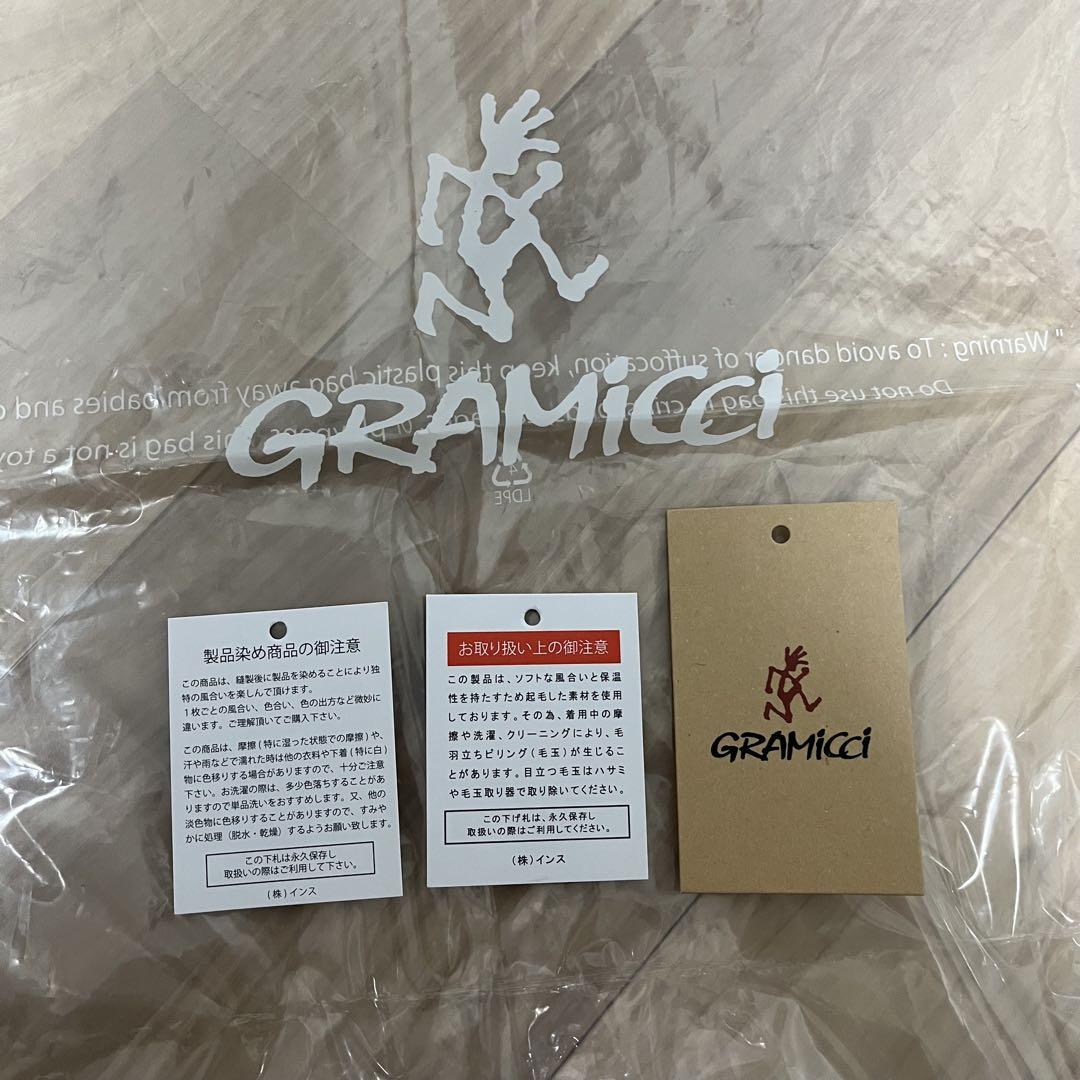 " Warning : To avoid danger of suffocation, keep this plastic bag away from babies and
Do not use this bag in cribs, this bag is not a toy
GRAMiCCi
4
LDPE
製品染め商品の御注意
この商品は、縫製後に製品を染めることにより独
特の風合いを楽しんで頂けます。
1枚ごとの風合い、色合い、色の出方など微妙に
違います。ご理解頂いてご購入下さい。
この商品は、摩擦(特に湿った状態での摩擦)や、
汗や雨などで濡れた時は他の衣料や下着(特に白)
物に色移りする場合がありますので、十分ご注意
下さい。お洗濯の際は、多少色落ちすることがあ
りますので単品洗いをおすすめします。又、他の
淡色物に色移りすることがありますので、すみや
かに処理(脱水・乾燥)するようお願い致します。
この下札は永久保存し
取扱いの際はご利用して下さい。
(株)インス
お取り扱い上の御注意
この製品は、ソフトな風合いと保温
性を持たすため起毛した素材を使用
しております。その為、着用中の摩
擦や洗濯、クリーニングにより、毛
羽立ちピリング(毛玉)が生じるこ
とがあります。目立つ毛玉はハサミ
や毛玉取り器で取り除いてください。
この下げ札は、永久保存し
取扱いの際はご利用してください。
(株)インス
GRAMiCCi